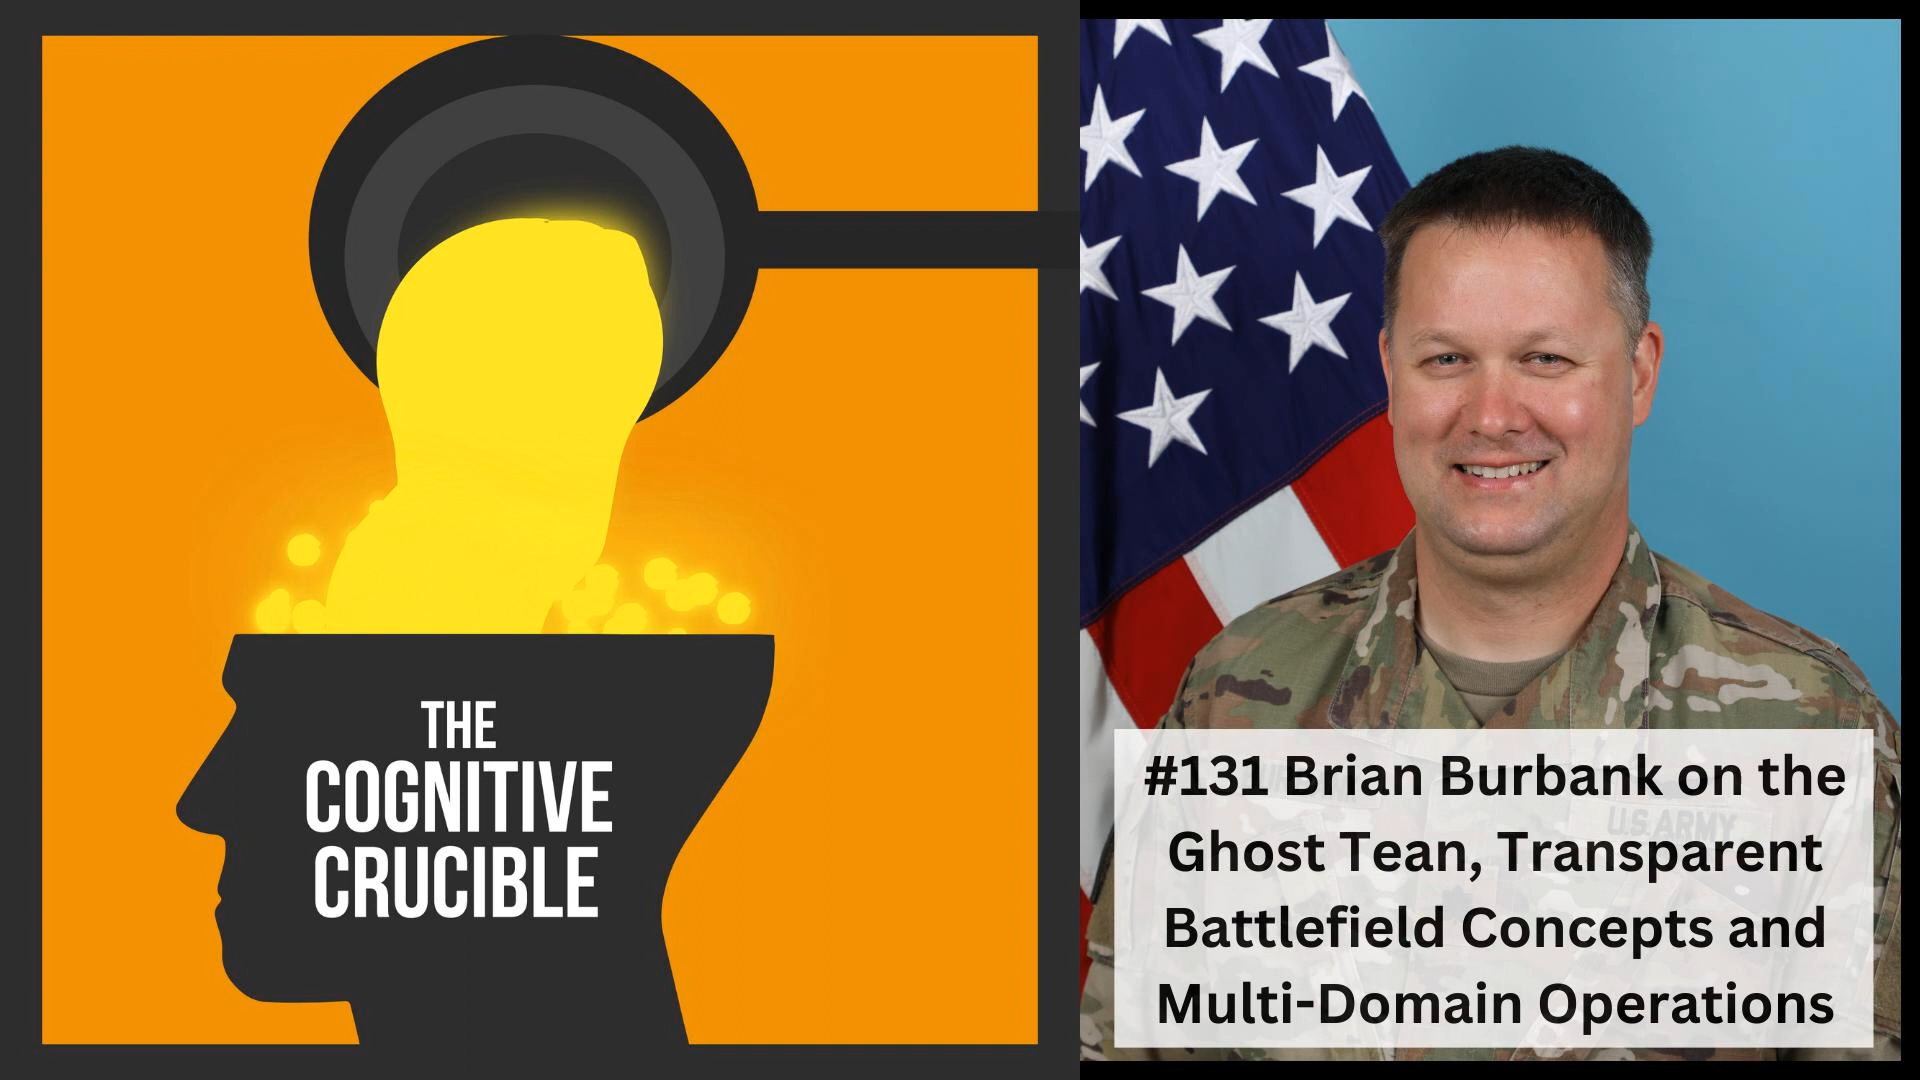 THE
COGNITIVE
CRUCIBLE
#131 Brian Burbank on the
Ghost Tean, Transparent
Battlefield Concepts and
Multi-Domain Operations
U.S. ARMY